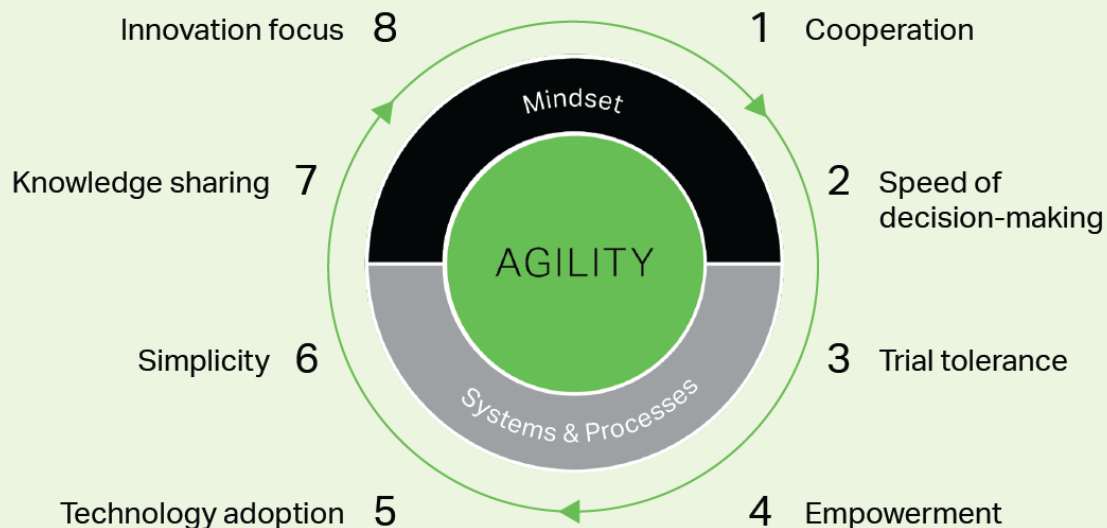 Innovation focus 8
1 Cooperation
Mindset
Knowledge sharing 7
2 Speed of
decision-making
AGILITY
Simplicity 6
3 Trial tolerance
Systems & Processes
Technology adoption 5
4 Empowerment